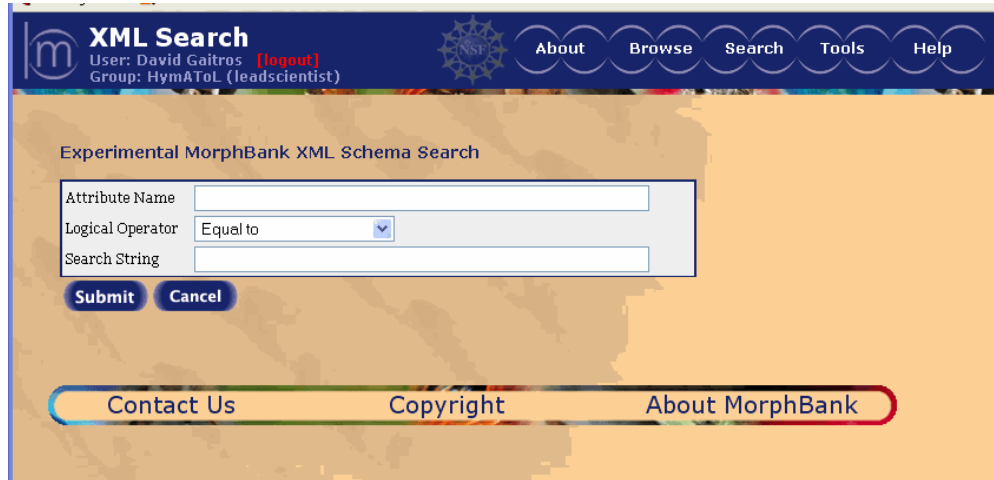 m
XML Search
User: David Gaitros [logout]
Group: HymAToL (leadscientist)
NSF
About Browse Search Tools Help
Experimental MorphBank XML Schema Search
Attribute Name
Logical Operator Equal to
Search String
Submit Cancel
Contact Us Copyright About MorphBank